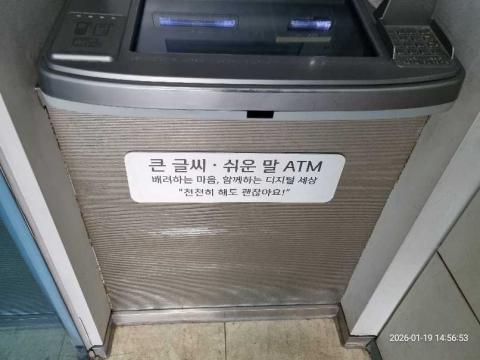 큰 글씨 · 쉬운 말 ATM
배려하는 마음, 함께하는 디지털 세상
"천천히 해도 괜찮아요!"
2026-01-19 14:56:53